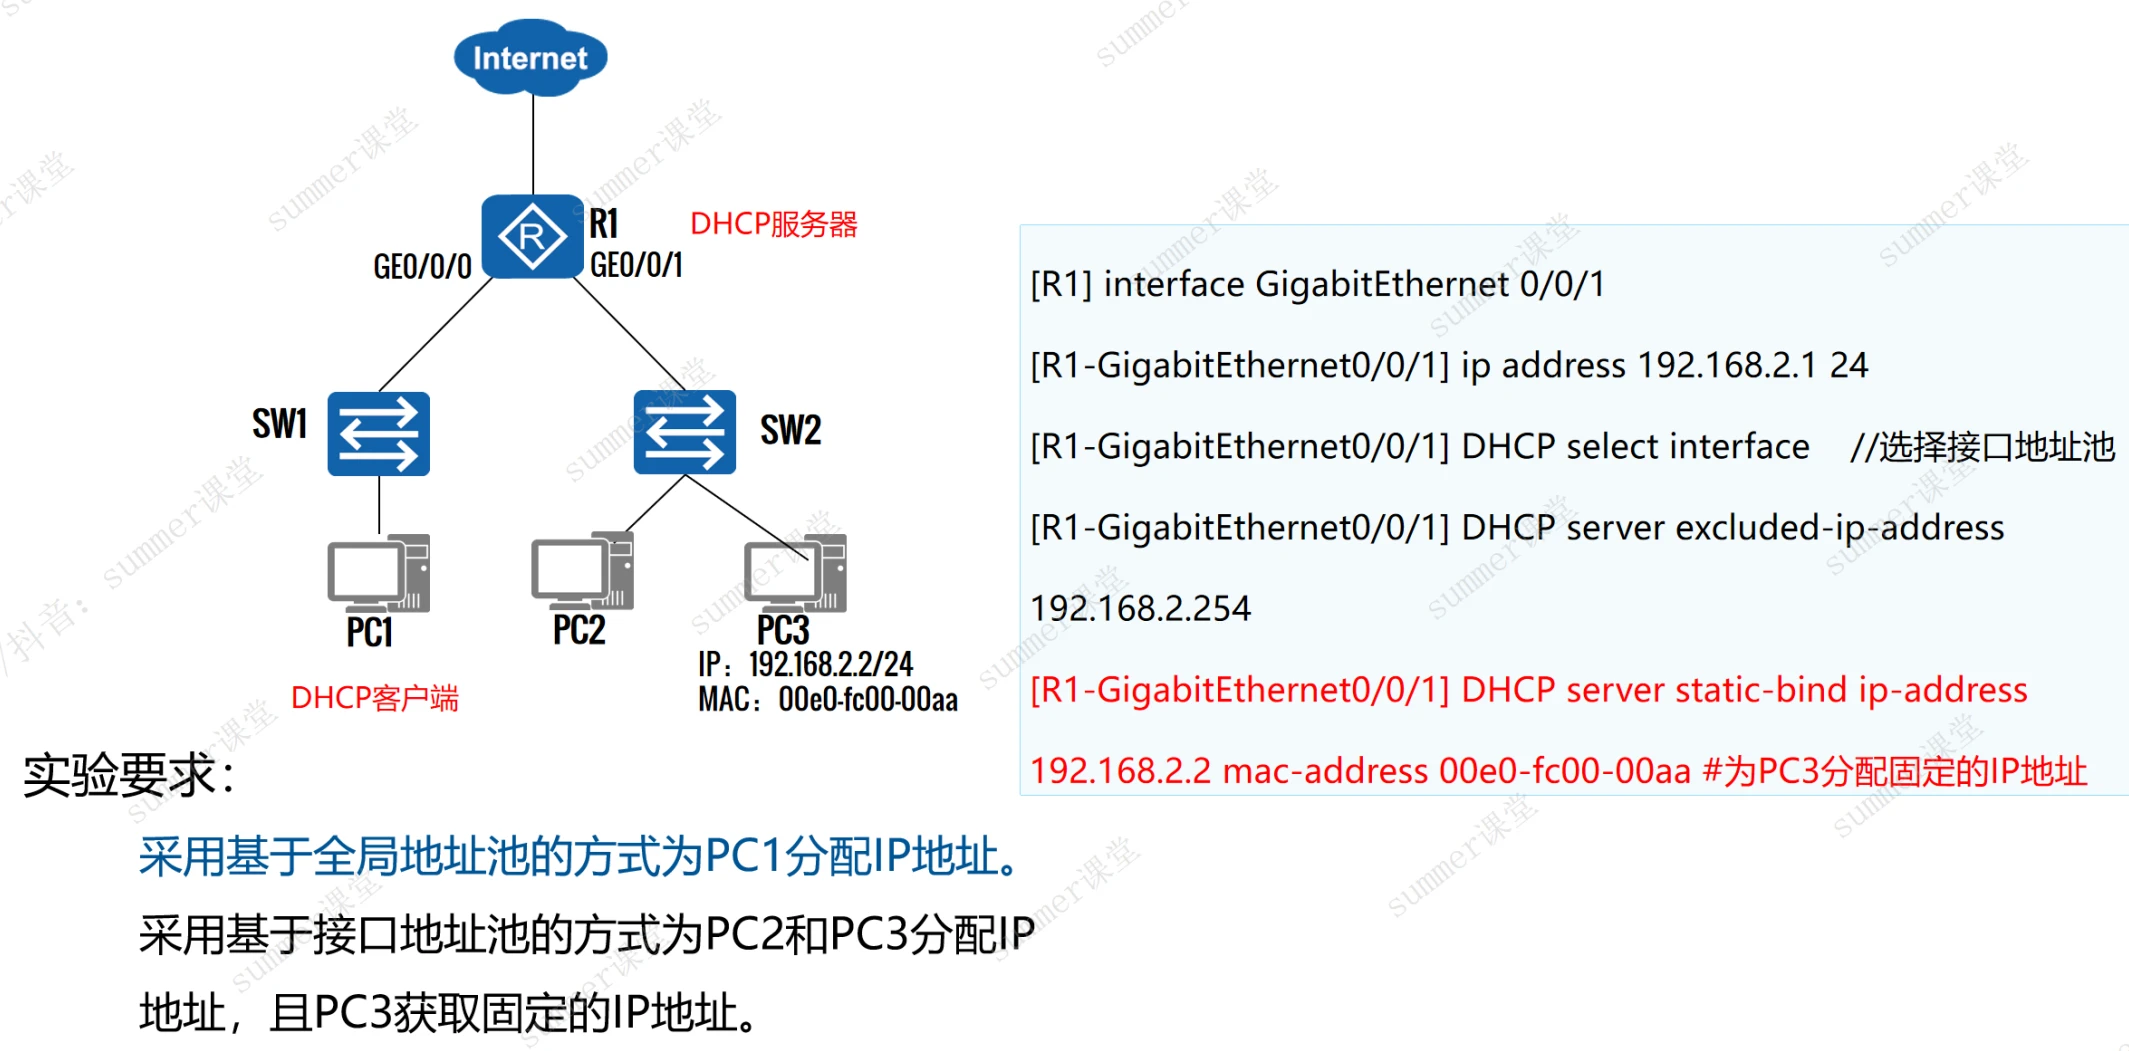 Internet
R1
DHCP服务器
GE0/0/0
GE0/0/1
SW1
SW2
PC1
PC2
PC3
IP：192.168.2.2/24
MAC：00e0-fc00-00aa
DHCP客户端
[R1] interface GigabitEthernet 0/0/1
[R1-GigabitEthernet0/0/1] ip address 192.168.2.1 24
[R1-GigabitEthernet0/0/1] DHCP select interface //选择接口地址池
[R1-GigabitEthernet0/0/1] DHCP server excluded-ip-address
192.168.2.254
[R1-GigabitEthernet0/0/1] DHCP server static-bind ip-address
192.168.2.2 mac-address 00e0-fc00-00aa #为PC3分配固定的IP地址
实验要求：
采用基于全局地址池的方式为PC1分配IP地址。
采用基于接口地址池的方式为PC2和PC3分配IP
地址，且PC3获取固定的IP地址。
summer课堂
/抖音：summer课堂